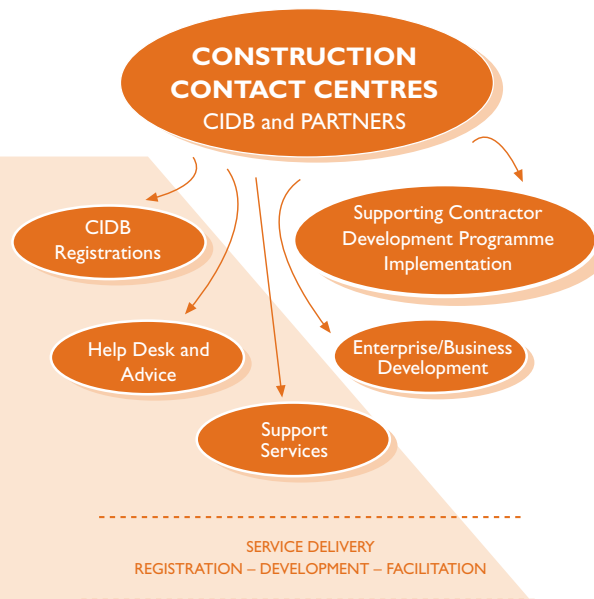 CONSTRUCTION
CONTACT CENTRES
CIDB and PARTNERS
CIDB
Registrations
Supporting Contractor
Development Programme
Implementation
Help Desk and
Advice
Enterprise/Business
Development
Support
Services
SERVICE DELIVERY
REGISTRATION – DEVELOPMENT – FACILITATION